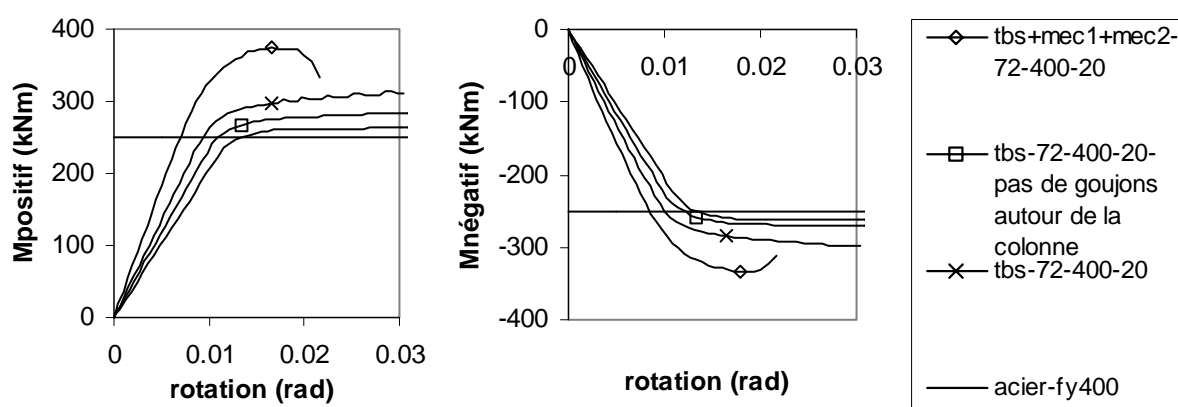 400
300
200
100
0
Mpositif (kNm)
0
0.01
0.02
0.03
rotation (rad)
-0
-100
-200
-300
-400
Mnégatif (kNm)
0
0.01
0.02
0.03
rotation (rad)
tbs+mec1+mec2-
72-400-20
tbs-72-400-20-
pas de goujons
autour de la
colonne
tbs-72-400-20
acier-fy400